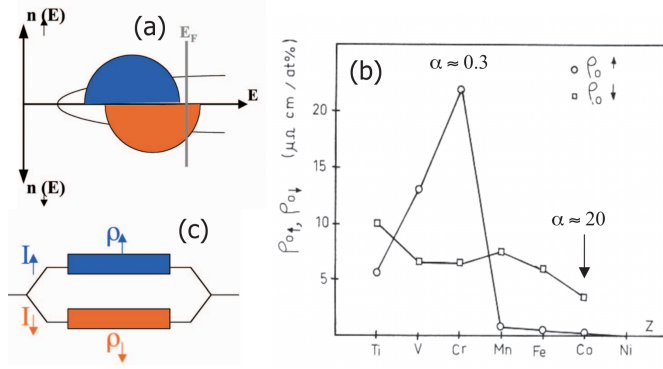 (a)
n (E)
↑
E_F
E
n (E)
↓
(c)
I↑
ρ↑
I↓
ρ↓
(b)
ρ₀↑, ρ₀↓ (μΩ cm / at%)
20
15
10
5
α ≈ 0.3
○ ρ₀ ↑
□ ρ₀ ↓
α ≈ 20
Z
Ti V Cr Mn Fe Co Ni